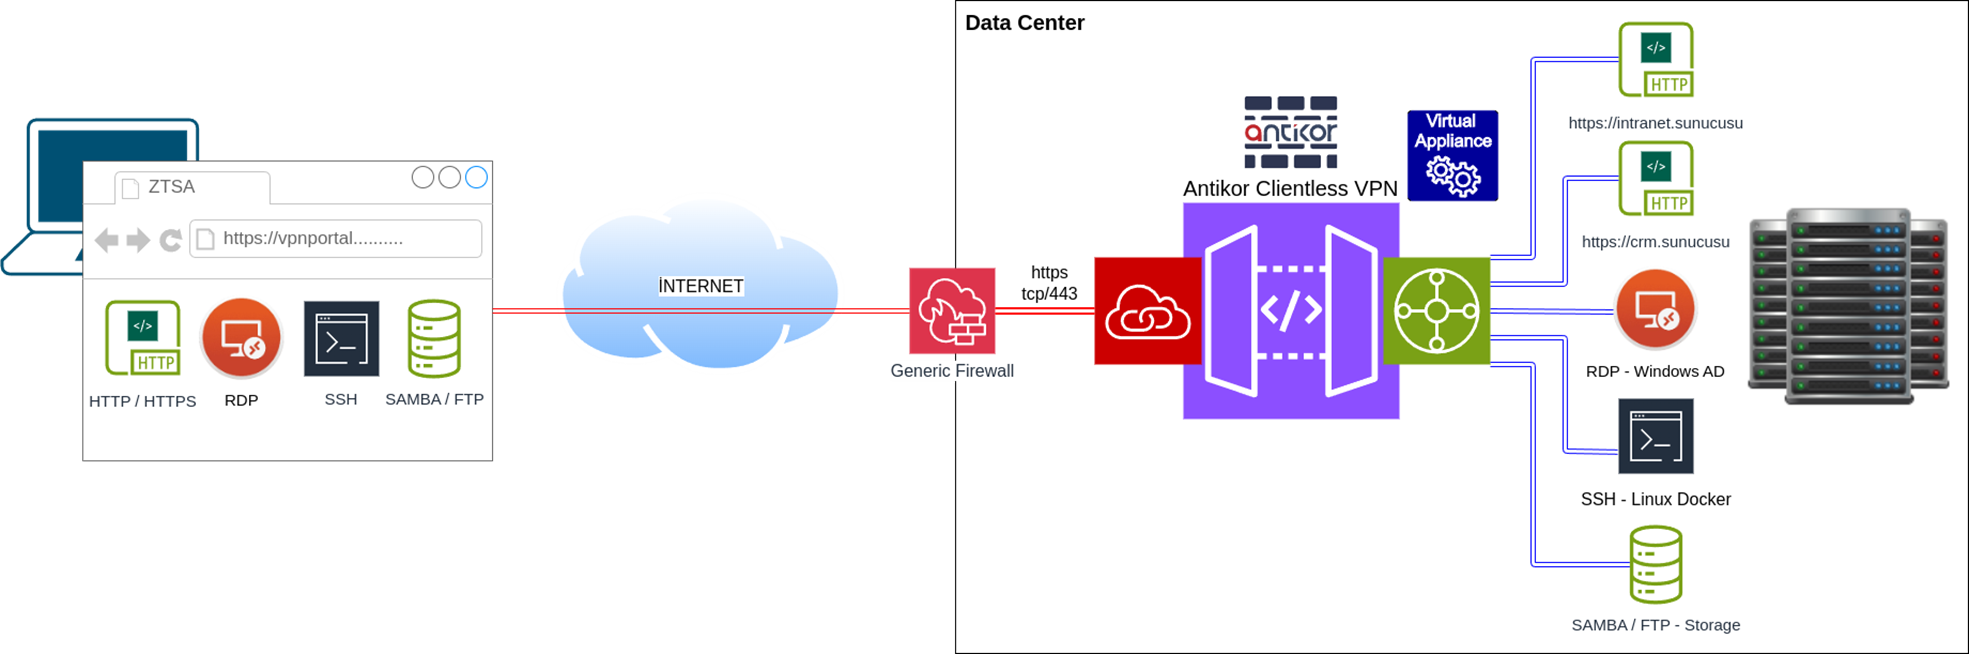 Data Center
ZTSA
https://vpnportal..........
</>
HTTP
HTTP / HTTPS
RDP
SSH
SAMBA / FTP
İNTERNET
Generic Firewall
https
tcp/443
antikor
Antikor Clientless VPN
Virtual
Appliance
</>
</>
HTTP
https://intranet.sunucusu
</>
HTTP
https://crm.sunucusu
RDP - Windows AD
SSH - Linux Docker
SAMBA / FTP - Storage